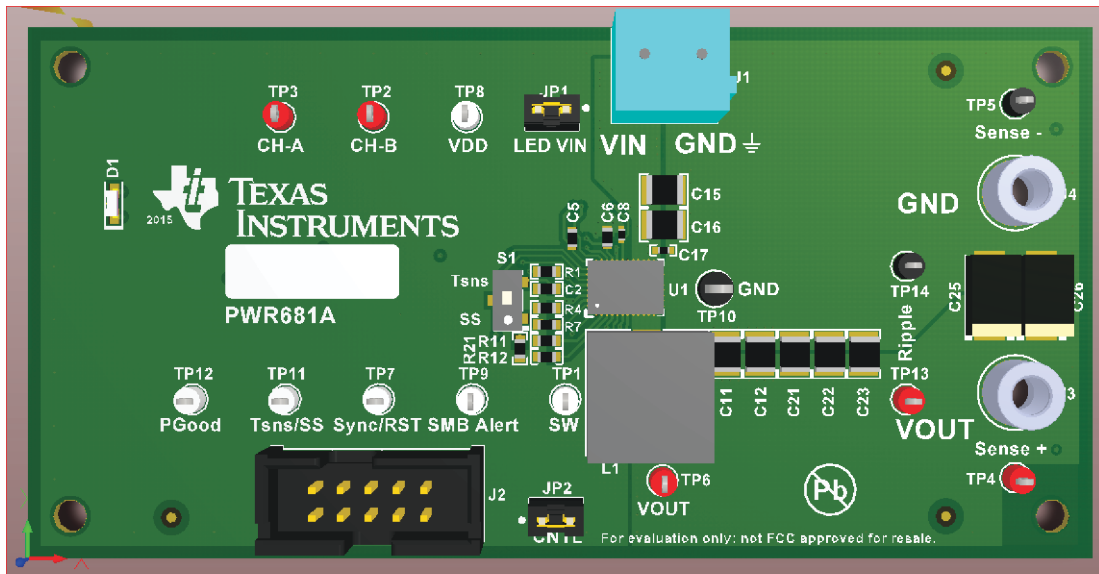 TP3
CH-A
TP2
CH-B
TP8
VDD
JP1
LED VIN
J1
VIN
GND
TP5
Sense -
D1
2015
TEXAS
INSTRUMENTS
PWR681A
C15
C16
C17
C5
C6
C8
GND
4
S1
Tsns
SS
R1
C2
R4
R7
R11
R12
R21
U1
GND
TP10
TP14
Ripple
TP13
C25
C26
TP12
PGood
TP11
Tsns/SS
TP7
Sync/RST
TP9
SMB Alert
TP1
SW
C11
C12
C21
C22
C23
VOUT
3
Sense +
TP4
L1
TP6
VOUT
J2
JP2
CNTL
Pb
For evaluation only; not FCC approved for resale.